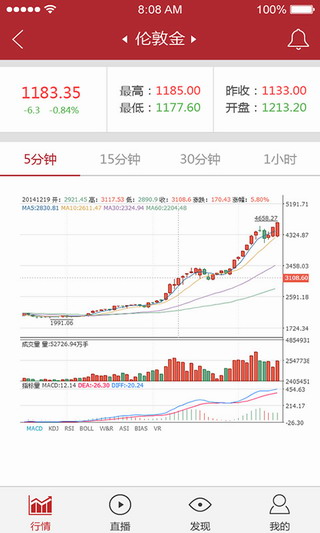 8:08 AM 100%
伦敦金
1183.35
-6.3 -0.84%
最高：1185.00
最低：1177.60
昨收：1133.00
开盘：1213.20
5分钟 15分钟 30分钟 1小时
20141219 开：2921.45 高：3117.53 低：2890.9 收：3108.6 涨跌：170.43 涨幅：5.80%
MA5:2830.81 MA10:2611.47 MA30:2324.94 MA60:2204.48
5191.71
4658.27
4324.87
3458.03
3108.60
2591.18
1991.06
1724.34
成交量 量:52726.94万手
4854931
2547738
2405451
指标量 MACD:12.14 DEA:-26.30 DIFF:-20.24
454.63
214.17
-26.30
MACD KDJ RSI BOLL W&R ASI BIAS VR
行情 直播 发现 我的